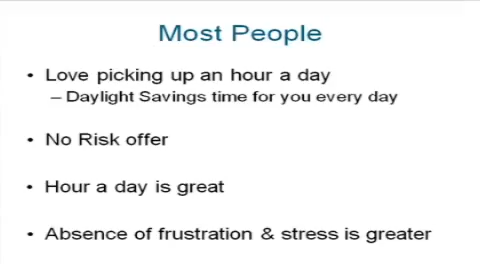 Most People
• Love picking up an hour a day
– Daylight Savings time for you every day
• No Risk offer
• Hour a day is great
• Absence of frustration & stress is greater